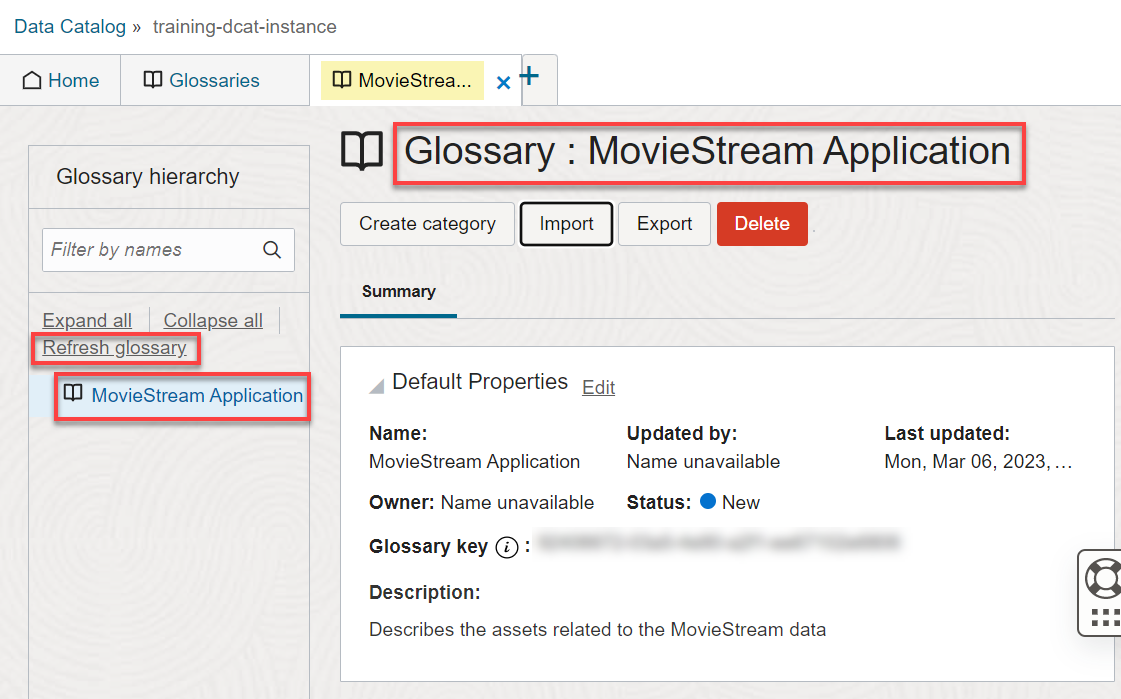 Data Catalog » training-dcat-instance
Home
Glossaries
MovieStrea...
Glossary hierarchy
Filter by names
Expand all
Collapse all
Refresh glossary
MovieStream Application
Glossary : MovieStream Application
Create category
Import
Export
Delete
Summary
Default Properties Edit
Name:
MovieStream Application
Updated by:
Name unavailable
Last updated:
Mon, Mar 06, 2023, ...
Owner: Name unavailable
Status: New
Glossary key i :
Description:
Describes the assets related to the MovieStream data